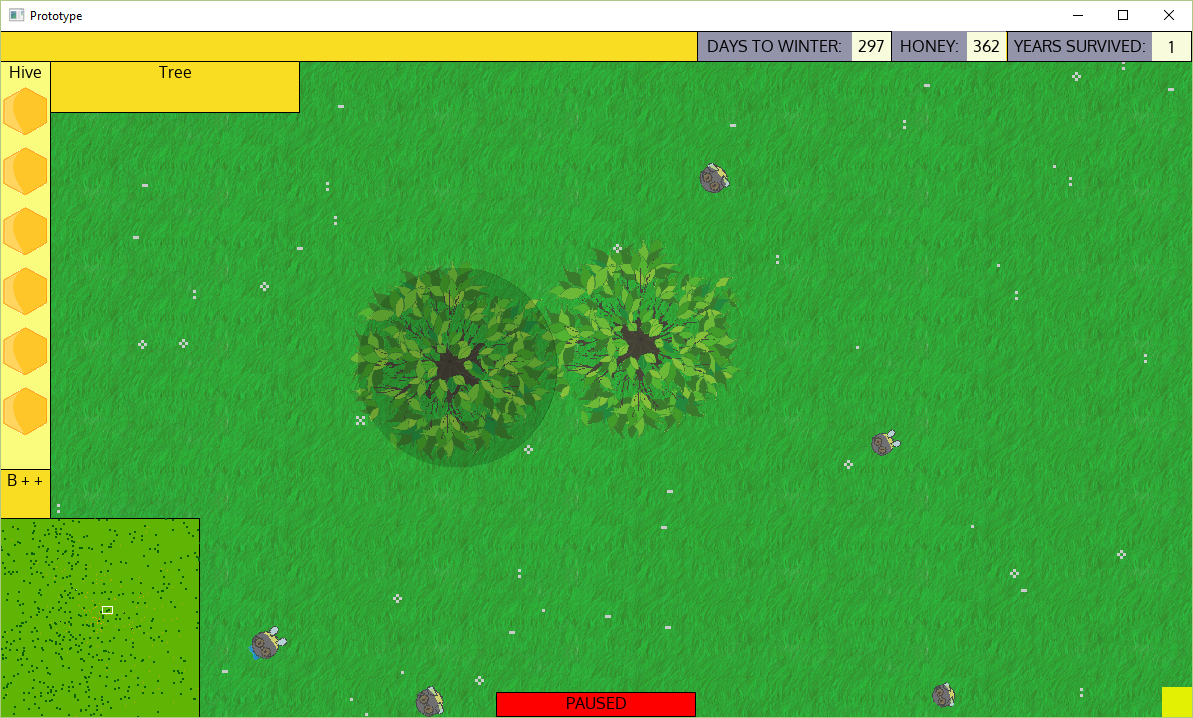 Prototype
DAYS TO WINTER: 297 HONEY: 362 YEARS SURVIVED: 1
Hive
Tree
B + +
PAUSED